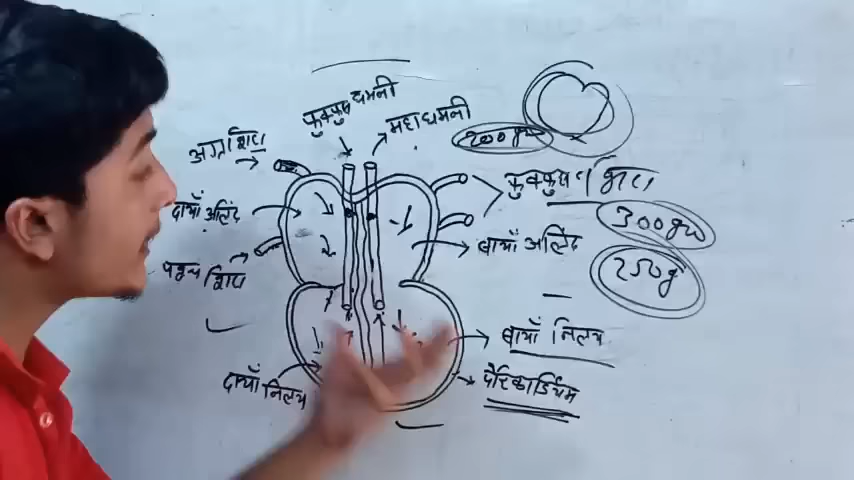 फुफ्फुस धमनी
महाधमनी
अग्र शिरा
फुफ्फुस शिरा
दायाँ अलिंद
300gm
बायाँ अलिंद
पश्च शिरा
250g
बायाँ निलय
दायाँ निलय
पेरिकार्डियम